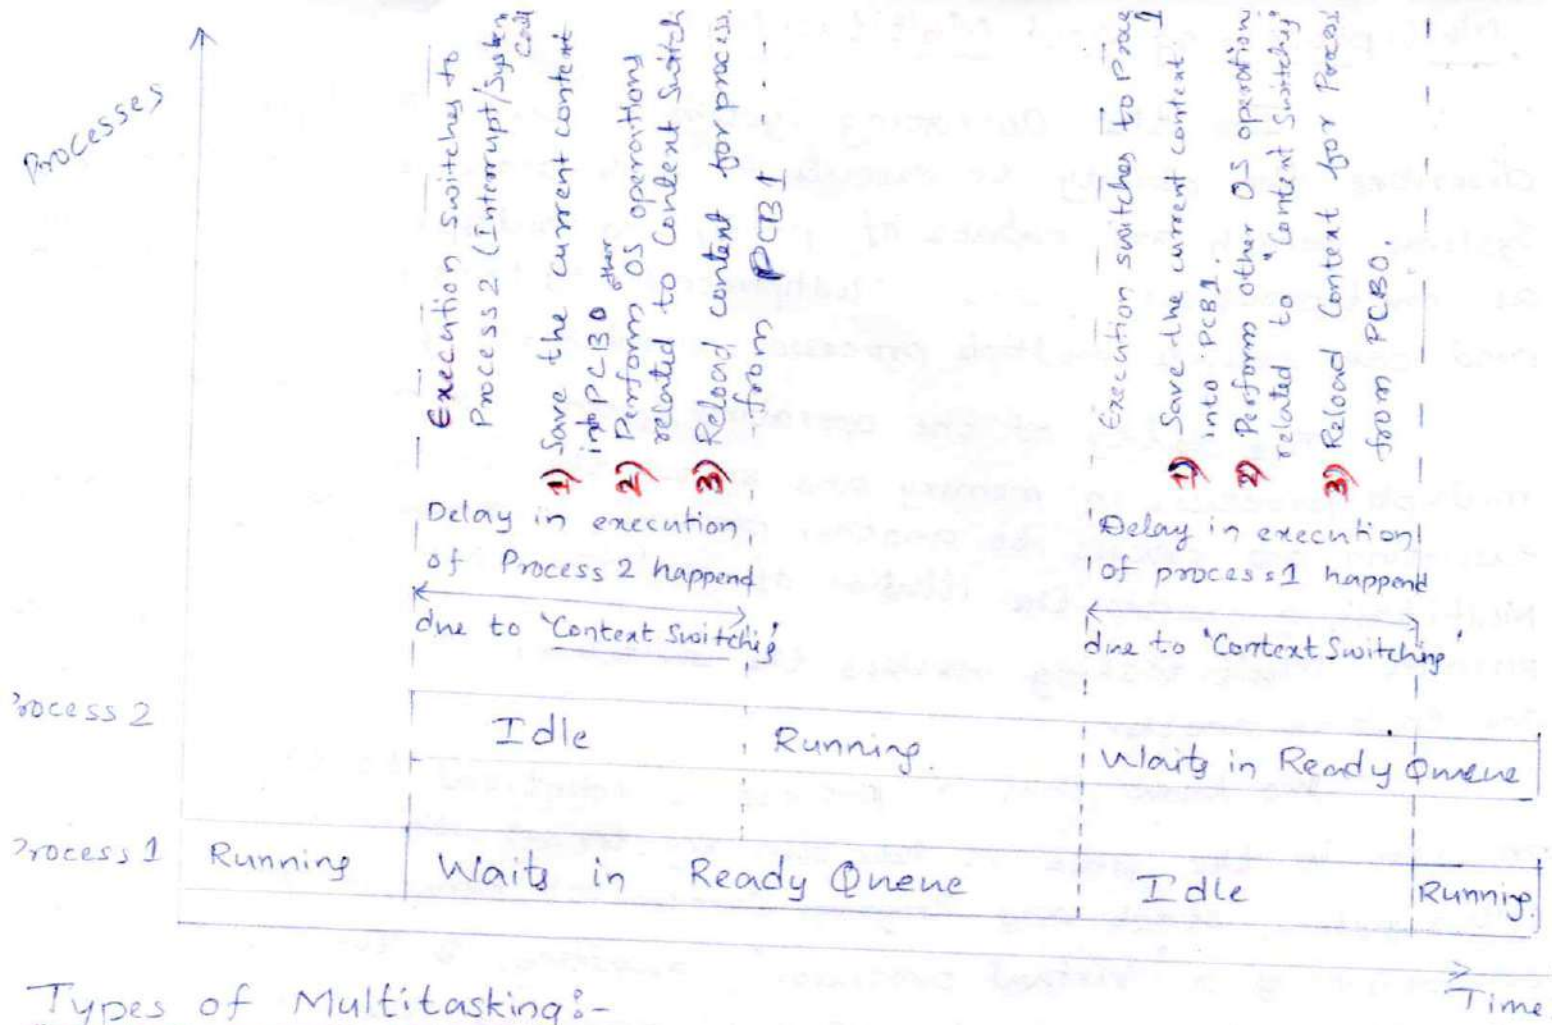 Processes
Execution switches to
Process 2 (Interrupt/System
Call
1) Save the current context
into PCB0
2) Perform other OS operations
related to Context Switch
3) Reload Context for process
from PCB1
Execution switches to Process
1
1) Save the current context
into PCB1
2) Perform other OS operation
related to 'Context Switching'
3) Reload Context for Process
from PCB0
Delay in execution
of Process 2 happend
due to 'Context Switching'
Delay in execution
of process 1 happend
due to 'Context Switching'
rocess 2
Idle
Running.
Waits in Ready Queue
Process 1
Running
Waits in Ready Queue
Idle
Running.
Time
Types of Multitasking:-